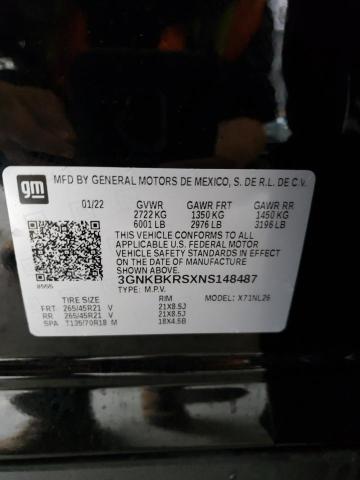 gm
MFD BY GENERAL MOTORS DE MEXICO, S. DE R.L. DE C.V.
01/22 GVWR GAWR FRT GAWR RR
2722 KG 1350 KG 1450 KG
6001 LB 2976 LB 3196 LB
THIS VEHICLE CONFORMS TO ALL
APPLICABLE U.S. FEDERAL MOTOR
VEHICLE SAFETY STANDARDS IN
EFFECT ON THE DATE OF
MANUFACTURE SHOWN ABOVE.
3GNKBKRSXNS148487
TYPE: M.P.V. MODEL: X71NL26
TIRE SIZE RIM
FRT 265/45R21 V 21X8.5J
RR 265/45R21 V 21X8.5J
SPA T135/70R18 M 18X4.5B